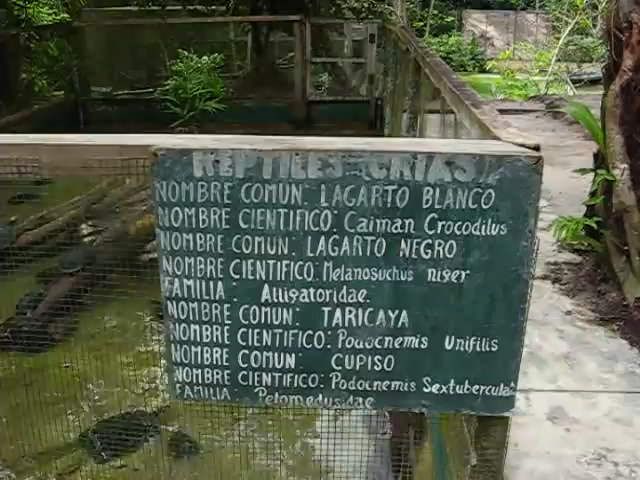 REPTILES CRIAS
NOMBRE COMUN: LAGARTO BLANCO
NOMBRE CIENTIFICO: Caiman Crocodilus
NOMBRE COMUN: LAGARTO NEGRO
NOMBRE CIENTIFICO: Melanosuchus niger
FAMILIA: Alligatoridae.
NOMBRE COMUN: TARICAYA
NOMBRE CIENTIFICO: Podocnemis Unifilis
NOMBRE COMUN: CUPISO
NOMBRE CIENTIFICO: Podocnemis Sextuberculata
FAMILIA: Pelomedusidae